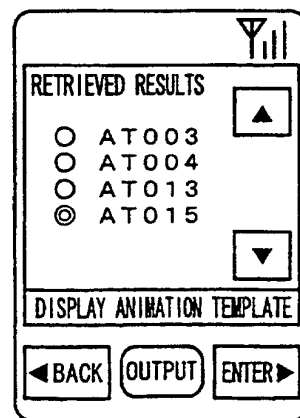 RETRIEVED RESULTS
AT003
AT004
AT013
AT015
DISPLAY ANIMATION TEMPLATE
BACK OUTPUT ENTER